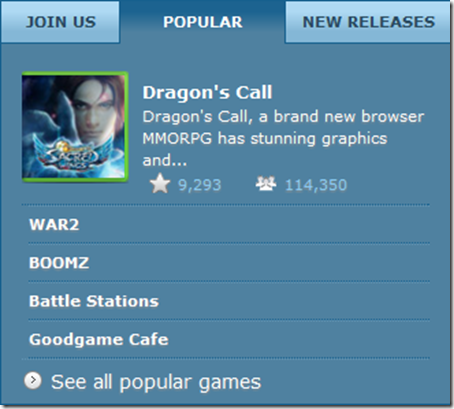 JOIN US
POPULAR
NEW RELEASES
Dragon's Call
Dragon's Call, a brand new browser
MMORPG has stunning graphics
and...
9,293
114,350
WAR2
BOOMZ
Battle Stations
Goodgame Cafe
See all popular games